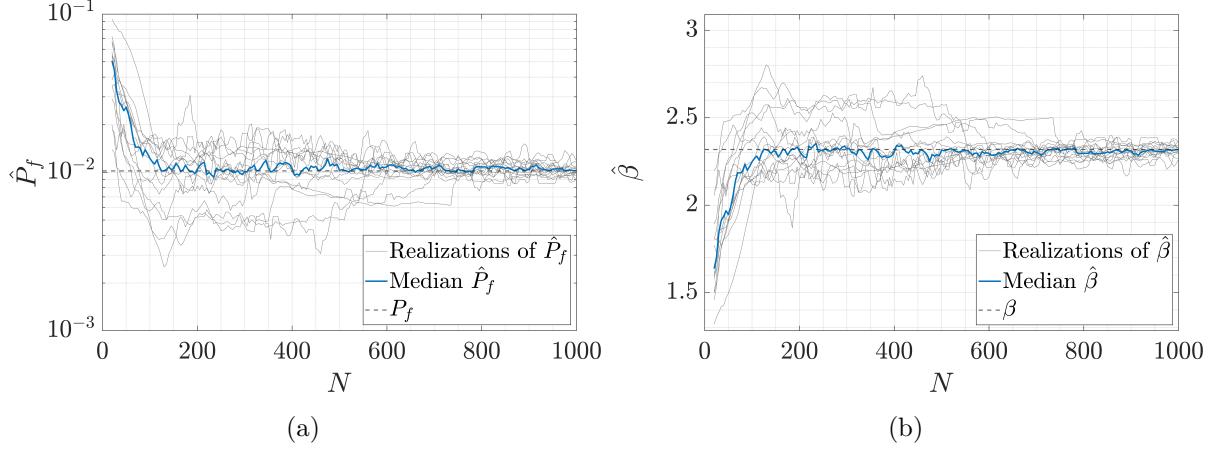 10⁻¹
10⁻²
10⁻³
P̂_f
0 200 400 600 800 1000
N
Realizations of P̂_f
Median P̂_f
P_f
(a)
3
2.5
2
1.5
β̂
0 200 400 600 800 1000
N
Realizations of β̂
Median β̂
β
(b)